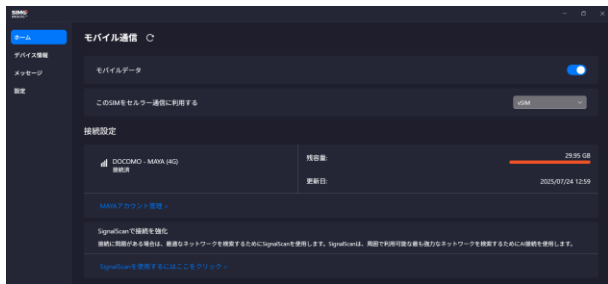 SIMO
ホーム
デバイス情報
メッセージ
設定
モバイル通信
モバイルデータ
このSIMをセルラー通信に利用する
vSIM
接続設定
DOCOMO - MAYA (4G)
接続済
残容量:
29.95 GB
更新日:
2025/07/24 12:59
MAYAアカウント管理
SignalScanで接続を強化
接続に問題がある場合は、最適なネットワークを検索するためにSignalScanを使用します。SignalScanは、周囲で利用可能な最も強力なネットワークを検索するためにAI接続を使用します。
SignalScanを使用するにはここをクリック